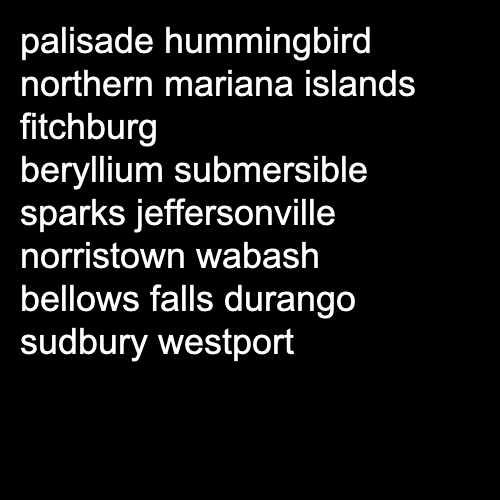 palisade hummingbird
northern mariana islands
fitchburg
beryllium submersible
sparks jeffersonville
norristown wabash
bellows falls durango
sudbury westport